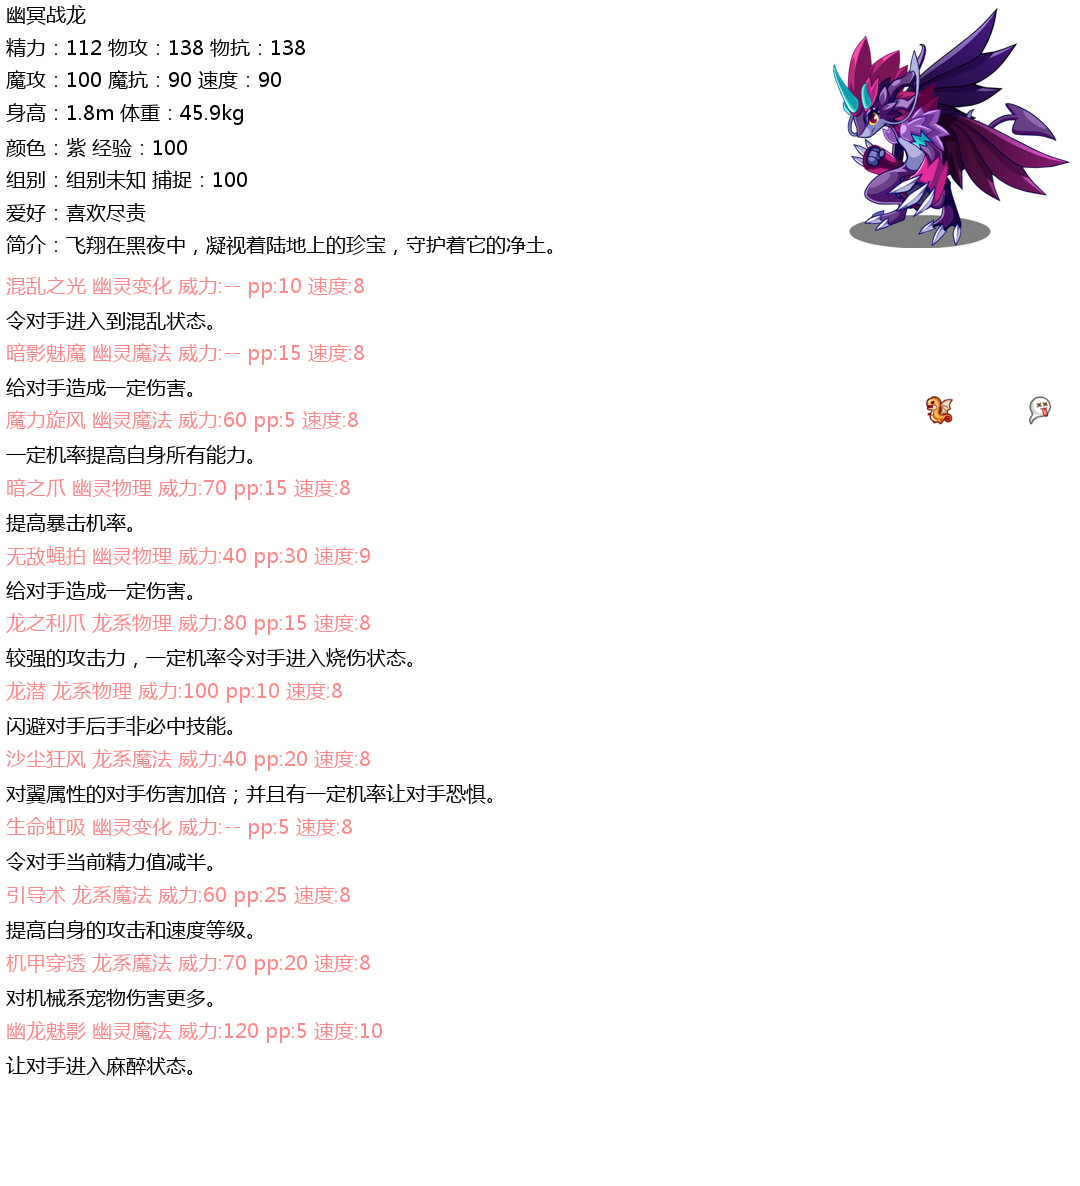 幽冥战龙
精力：112 物攻：138 物抗：138
魔攻：100 魔抗：90 速度：90
身高：1.8m 体重：45.9kg
颜色：紫 经验：100
组别：组别未知 捕捉：100
爱好：喜欢尽责
简介：飞翔在黑夜中，凝视着陆地上的珍宝，守护着它的净土。
混乱之光 幽灵变化 威力:-- pp:10 速度:8
令对手进入到混乱状态。
暗影魅魔 幽灵魔法 威力:-- pp:15 速度:8
给对手造成一定伤害。
魔力旋风 幽灵魔法 威力:60 pp:5 速度:8
一定机率提高自身所有能力。
暗之爪 幽灵物理 威力:70 pp:15 速度:8
提高暴击机率。
无敌蝇拍 幽灵物理 威力:40 pp:30 速度:9
给对手造成一定伤害。
龙之利爪 龙系物理 威力:80 pp:15 速度:8
较强的攻击力，一定机率令对手进入烧伤状态。
龙潜 龙系物理 威力:100 pp:10 速度:8
闪避对手后手非必中技能。
沙尘狂风 龙系魔法 威力:40 pp:20 速度:8
对翼属性的对手伤害加倍；并且有一定机率让对手恐惧。
生命虹吸 幽灵变化 威力:-- pp:5 速度:8
令对手当前精力值减半。
引导术 龙系魔法 威力:60 pp:25 速度:8
提高自身的攻击和速度等级。
机甲穿透 龙系魔法 威力:70 pp:20 速度:8
对机械系宠物伤害更多。
幽龙魅影 幽灵魔法 威力:120 pp:5 速度:10
让对手进入麻醉状态。